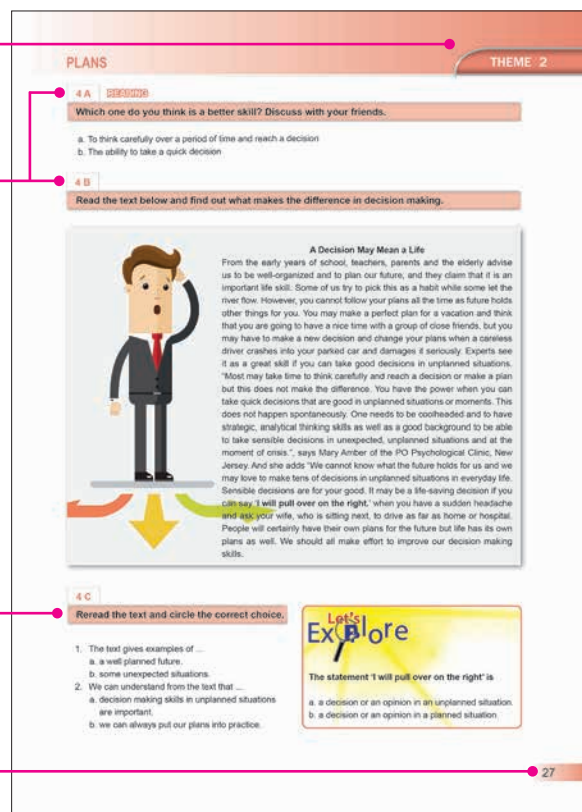 PLANS
THEME 2
4 A READING
Which one do you think is a better skill? Discuss with your friends.
a. To think carefully over a period of time and reach a decision
b. The ability to take a quick decision
4 B
Read the text below and find out what makes the difference in decision making.
A Decision May Mean a Life
From the early years of school, teachers, parents and the elderly advise
us to be well-organized and to plan our future, and they claim that it is an
important life skill. Some of us try to pick this as a habit while some let the
river flow. However, you cannot follow your plans all the time as future holds
other things for you. You may make a perfect plan for a vacation and think
that you are going to have a nice time with a group of close friends, but you
may have to make a new decision and change your plans when a careless
driver crashes into your parked car and damages it seriously. Experts see
it as a great skill if you can take good decisions in unplanned situations.
"Most may take time to think carefully and reach a decision or make a plan
but this does not make the difference. You have the power when you can
take quick decisions that are good in unplanned situations or moments. This
does not happen spontaneously. One needs to be coolheaded and to have
strategic, analytical thinking skills as well as a good background to be able
to take sensible decisions in unexpected, unplanned situations and at the
moment of crisis.", says Mary Amber of the PO Psychological Clinic, New
Jersey. And she adds "We cannot know what the future holds for us and we
may love to make tens of decisions in unplanned situations in everyday life.
Sensible decisions are for your good. It may be a life-saving decision if you
can say 'I will pull over on the right,' when you have a sudden headache
and ask your wife, who is sitting next, to drive as far as home or hospital.
People will certainly have their own plans for the future but life has its own
plans as well. We should all make effort to improve our decision making
skills.
4 C
Reread the text and circle the correct choice.
1. The text gives examples of ...
a. a well planned future.
b. some unexpected situations.
2. We can understand from the text that ...
a. decision making skills in unplanned situations
are important.
b. we can always put our plans into practice.
Let's
Explore
The statement 'I will pull over on the right' is
a. a decision or an opinion in an unplanned situation.
b. a decision or an opinion in a planned situation
27